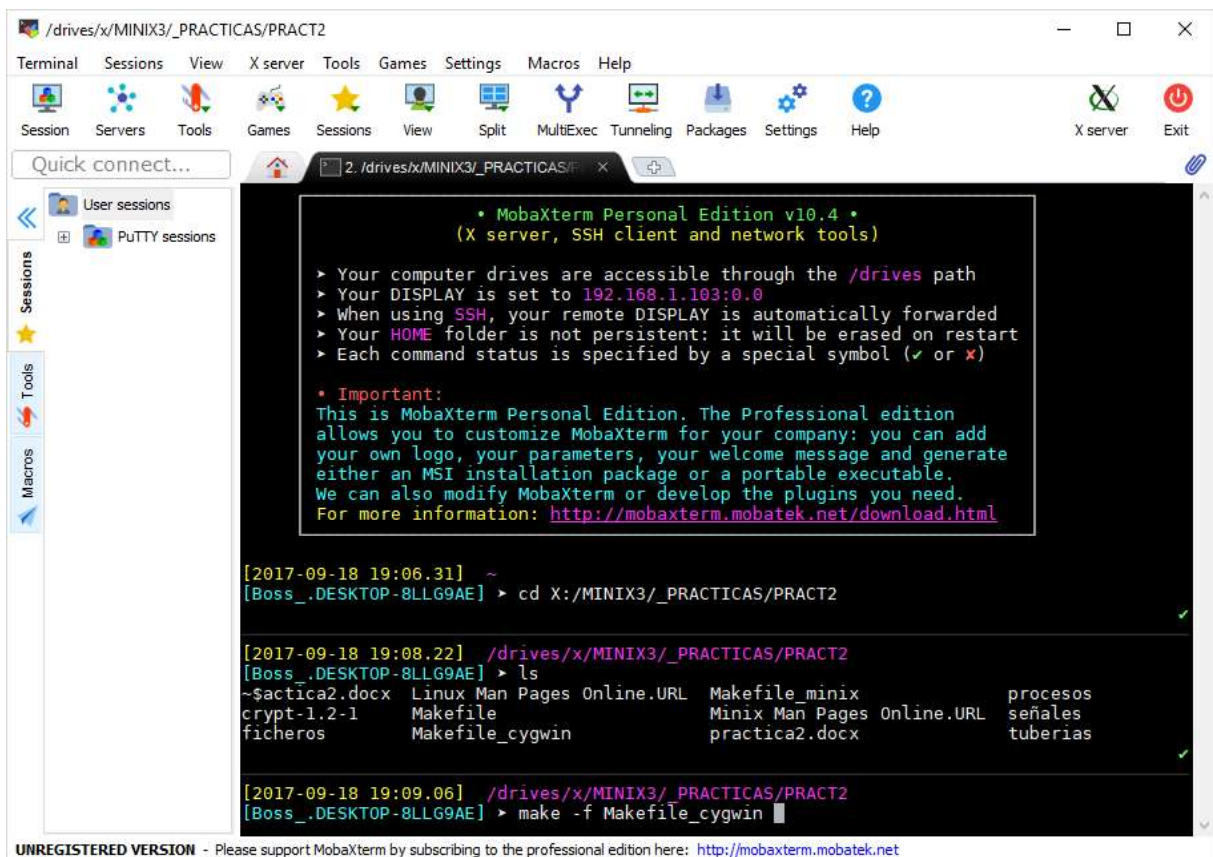 /drives/x/MINIX3/_PRACTICAS/PRACT2
Terminal Sessions View X server Tools Games Settings Macros Help
Session Servers Tools Games Sessions View Split MultiExec Tunneling Packages Settings Help X server Exit
Quick connect...
2. /drives/x/MINIX3/_PRACTICAS/
User sessions
PuTTY sessions
Sessions
Tools
Macros
• MobaXterm Personal Edition v10.4 •
(X server, SSH client and network tools)
➤ Your computer drives are accessible through the /drives path
➤ Your DISPLAY is set to 192.168.1.103:0.0
➤ When using SSH, your remote DISPLAY is automatically forwarded
➤ Your HOME folder is not persistent: it will be erased on restart
➤ Each command status is specified by a special symbol (✔ or ✘)
• Important:
This is MobaXterm Personal Edition. The Professional edition
allows you to customize MobaXterm for your company: you can add
your own logo, your parameters, your welcome message and generate
either an MSI installation package or a portable executable.
We can also modify MobaXterm or develop the plugins you need.
For more information: http://mobaxterm.mobatek.net/download.html
[2017-09-18 19:06.31] ~
[Boss_.DESKTOP-8LLG9AE] ➤ cd X:/MINIX3/_PRACTICAS/PRACT2
✔
[2017-09-18 19:08.22] /drives/x/MINIX3/_PRACTICAS/PRACT2
[Boss_.DESKTOP-8LLG9AE] ➤ ls
~$actica2.docx Linux Man Pages Online.URL Makefile_minix procesos
crypt-1.2-1 Makefile Minix Man Pages Online.URL señales
ficheros Makefile_cygwin practica2.docx tuberias
✔
[2017-09-18 19:09.06] /drives/x/MINIX3/_PRACTICAS/PRACT2
[Boss_.DESKTOP-8LLG9AE] ➤ make -f Makefile_cygwin
UNREGISTERED VERSION - Please support MobaXterm by subscribing to the professional edition here: http://mobaxterm.mobatek.net